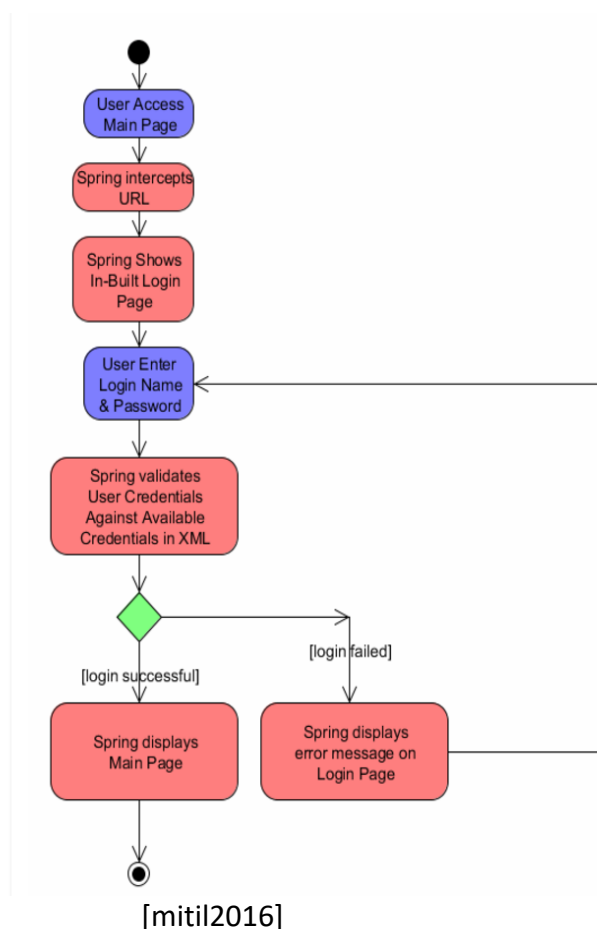 User Access
Main Page
Spring intercepts
URL
Spring Shows
In-Built Login
Page
User Enter
Login Name
& Password
Spring validates
User Credentials
Against Available
Credentials in XML
[login failed]
[login successful]
Spring displays
Main Page
Spring displays
error message on
Login Page
[mitil2016]